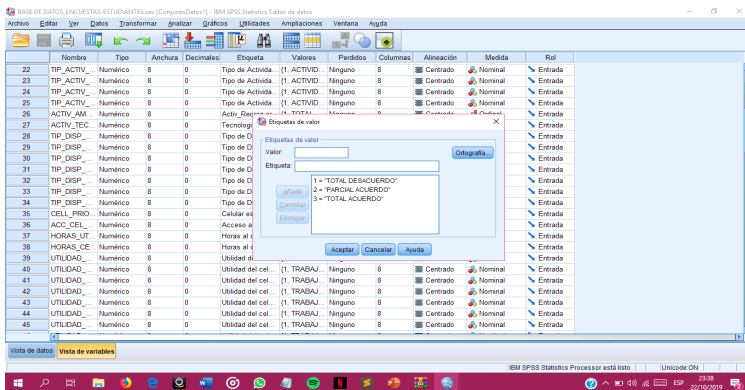 BASE DE DATOS_ENCUESTAS-ESTUDIANTES.sav [ConjuntoDatos1] - IBM SPSS Statistics Editor de datos
Archivo Editar Ver Datos Transformar Analizar Gráficos Utilidades Ampliaciones Ventana Ayuda
Nombre Tipo Anchura Decimales Etiqueta Valores Perdidos Columnas Alineación Medida Rol
22 TIP_ACTIV_... Numérico 8 0 Tipo de Activida... {1, ACTIVID... Ninguno 8 Centrado Nominal Entrada
23 TIP_ACTIV_... Numérico 8 0 Tipo de Activida... {1, ACTIVID... Ninguno 8 Centrado Nominal Entrada
24 TIP_ACTIV_... Numérico 8 0 Tipo de Activida... {1, ACTIVID... Ninguno 8 Centrado Nominal Entrada
25 TIP_ACTIV_... Numérico 8 0 Tipo de Activida... {1, ACTIVID... Ninguno 8 Centrado Nominal Entrada
26 ACTIV_AM... Numérico 8 0 Activ_Recrea {1, TOTAL Ninguno 8 Centrado Ordinal Entrada
27 ACTIV_TEC... Numérico 8 0 Tecnologí Entrada
28 TIP_DISP_... Numérico 8 0 Tipo de D Entrada
29 TIP_DISP_... Numérico 8 0 Tipo de D Entrada
30 TIP_DISP_... Numérico 8 0 Tipo de D Entrada
31 TIP_DISP_... Numérico 8 0 Tipo de D Entrada
32 TIP_DISP_... Numérico 8 0 Tipo de D Entrada
33 TIP_DISP_... Numérico 8 0 Tipo de D Entrada
34 TIP_DISP_... Numérico 8 0 Tipo de D Entrada
35 CELL_PRIO... Numérico 8 0 Celular es Entrada
36 ACC_CEL_... Numérico 8 0 Acceso a Entrada
37 HORAS_UT... Numérico 8 0 Horas al d Entrada
38 HORAS_CE... Numérico 8 0 Horas al d Entrada
39 UTILIDAD_... Numérico 8 0 Utilidad d Entrada
40 UTILIDAD_... Numérico 8 0 Utilidad del cel... {1, TRABAJ... Ninguno 8 Centrado Nominal Entrada
41 UTILIDAD_... Numérico 8 0 Utilidad del cel... {1, TRABAJ... Ninguno 8 Centrado Nominal Entrada
42 UTILIDAD_... Numérico 8 0 Utilidad del cel... {1, TRABAJ... Ninguno 8 Centrado Nominal Entrada
43 UTILIDAD_... Numérico 8 0 Utilidad del cel... {1, TRABAJ... Ninguno 8 Centrado Nominal Entrada
44 UTILIDAD_... Numérico 8 0 Utilidad del cel... {1, TRABAJ... Ninguno 8 Centrado Nominal Entrada
45 UTILIDAD_... Numérico 8 0 Utilidad del cel... {1, TRABAJ... Ninguno 8 Centrado Nominal Entrada
Etiquetas de valor
Etiquetas de valor
Valor:
Ortografía...
Etiqueta:
1 = "TOTAL DESACUERDO"
Añadir 2 = "PARCIAL ACUERDO"
Cambiar 3 = "TOTAL ACUERDO"
Eliminar
Aceptar Cancelar Ayuda
Vista de datos Vista de variables
IBM SPSS Statistics Processor está listo Unicode:ON
ESP 23:38
22/10/2019